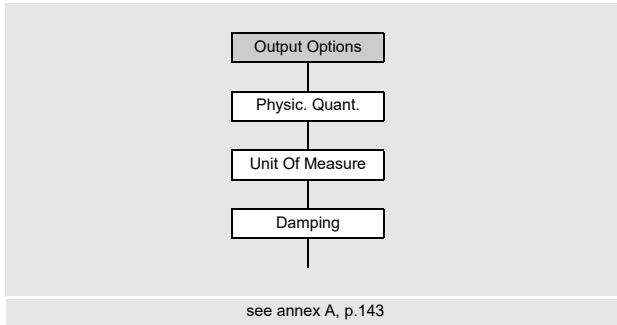 Output Options
Physic. Quant.
Unit Of Measure
Damping
see annex A, p.143